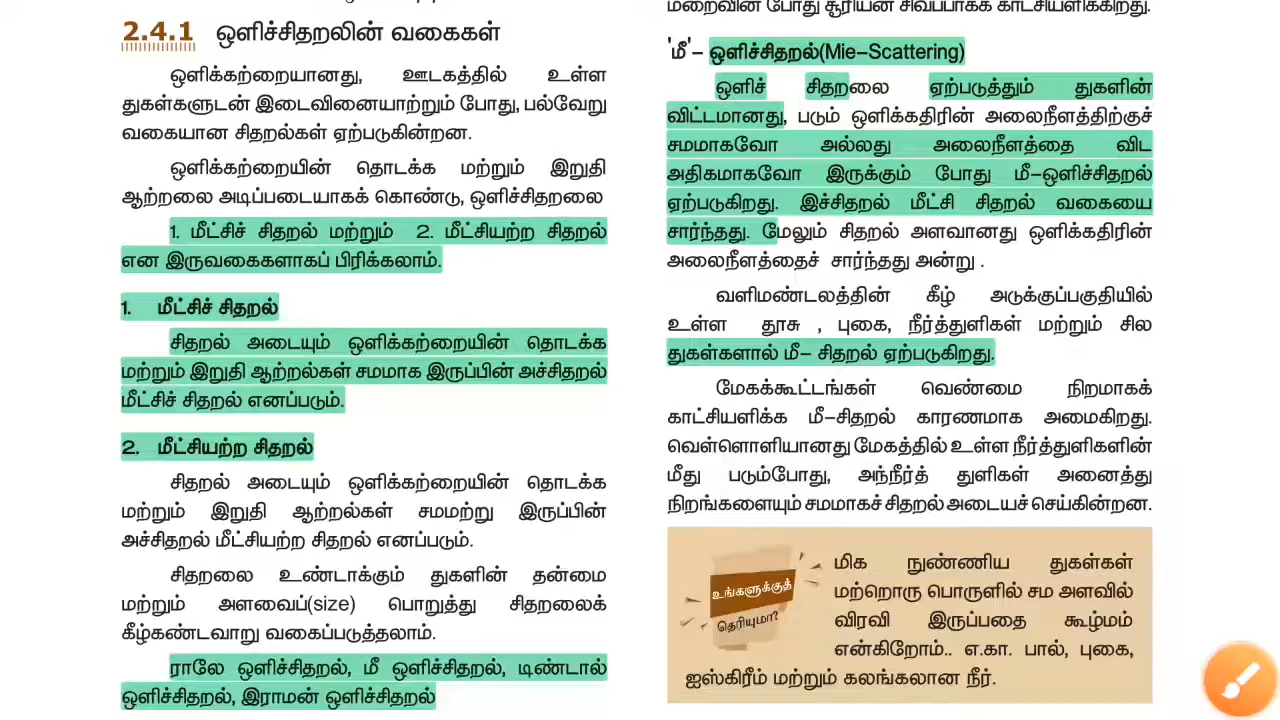 2.4.1 ஒளிச்சிதறலின் வகைகள்
ஒளிக்கற்றையானது, ஊடகத்தில் உள்ள
துகள்களுடன் இடைவினையாற்றும் போது, பல்வேறு
வகையான சிதறல்கள் ஏற்படுகின்றன.
ஒளிக்கற்றையின் தொடக்க மற்றும் இறுதி
ஆற்றலை அடிப்படையாகக் கொண்டு, ஒளிச்சிதறலை
1. மீட்சிச் சிதறல் மற்றும் 2. மீட்சியற்ற சிதறல்
என இருவகைகளாகப் பிரிக்கலாம்.
1. மீட்சிச் சிதறல்
சிதறல் அடையும் ஒளிக்கற்றையின் தொடக்க
மற்றும் இறுதி ஆற்றல்கள் சமமாக இருப்பின் அச்சிதறல்
மீட்சிச் சிதறல் எனப்படும்.
2. மீட்சியற்ற சிதறல்
சிதறல் அடையும் ஒளிக்கற்றையின் தொடக்க
மற்றும் இறுதி ஆற்றல்கள் சமமற்று இருப்பின்
அச்சிதறல் மீட்சியற்ற சிதறல் எனப்படும்.
சிதறலை உண்டாக்கும் துகளின் தன்மை
மற்றும் அளவைப்(size) பொறுத்து சிதறலைக்
கீழ்கண்டவாறு வகைப்படுத்தலாம்.
ராலே ஒளிச்சிதறல், மீ ஒளிச்சிதறல், டிண்டால்
ஒளிச்சிதறல், இராமன் ஒளிச்சிதறல்
மறைவின் போது சூரியன் சிவப்பாகக் காட்சியளிக்கிறது.
'மீ'– ஒளிச்சிதறல்(Mie–Scattering)
ஒளிச் சிதறலை ஏற்படுத்தும் துகளின்
விட்டமானது, படும் ஒளிக்கதிரின் அலைநீளத்திற்குச்
சமமாகவோ அல்லது அலைநீளத்தை விட
அதிகமாகவோ இருக்கும் போது மீ–ஒளிச்சிதறல்
ஏற்படுகிறது. இச்சிதறல் மீட்சி சிதறல் வகையை
சார்ந்தது. மேலும் சிதறல் அளவானது ஒளிக்கதிரின்
அலைநீளத்தைச் சார்ந்தது அன்று .
வளிமண்டலத்தின் கீழ் அடுக்குப்பகுதியில்
உள்ள தூசு , புகை, நீர்த்துளிகள் மற்றும் சில
துகள்களால் மீ– சிதறல் ஏற்படுகிறது.
மேகக்கூட்டங்கள் வெண்மை நிறமாகக்
காட்சியளிக்க மீ–சிதறல் காரணமாக அமைகிறது.
வெள்ளொளியானது மேகத்தில் உள்ள நீர்த்துளிகளின்
மீது படும்போது, அந்நீர்த் துளிகள் அனைத்து
நிறங்களையும் சமமாகச் சிதறல் அடையச் செய்கின்றன.
உங்களுக்குத்
தெரியுமா?
மிக நுண்ணிய துகள்கள்
மற்றொரு பொருளில் சம அளவில்
விரவி இருப்பதை கூழ்மம்
என்கிறோம்.. எ.கா. பால், புகை,
ஐஸ்கிரீம் மற்றும் கலங்கலான நீர்.